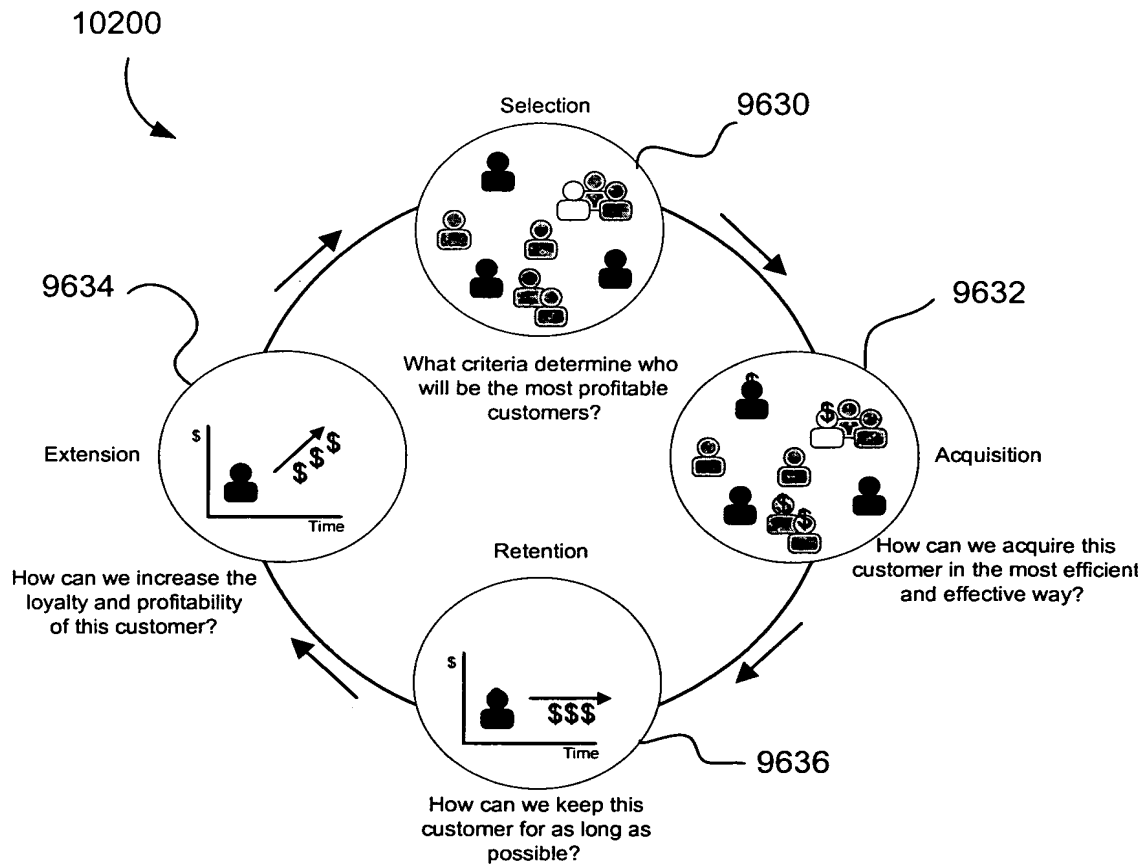 10200
Selection
9630
9634
9632
What criteria determine who
will be the most profitable
customers?
$
$ $ $
Time
Extension
$
$
$
$
Acquisition
How can we increase the
loyalty and profitability
of this customer?
Retention
How can we acquire this
customer in the most efficient
and effective way?
$
$$$
Time
9636
How can we keep this
customer for as long as
possible?